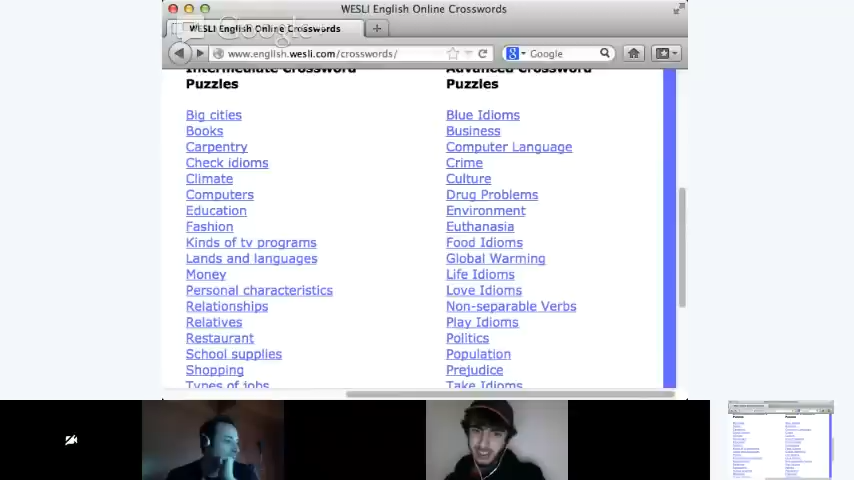 WESLI English Online Crosswords
WESLI English Online Crosswords
www.english.wesli.com/crosswords/
Google
Intermediate Crossword
Puzzles
Big cities
Books
Carpentry
Check idioms
Climate
Computers
Education
Fashion
Kinds of tv programs
Lands and languages
Money
Personal characteristics
Relationships
Relatives
Restaurant
School supplies
Shopping
Types of jobs
Advanced Crossword
Puzzles
Blue Idioms
Business
Computer Language
Crime
Culture
Drug Problems
Environment
Euthanasia
Food Idioms
Global Warming
Life Idioms
Love Idioms
Non-separable Verbs
Play Idioms
Politics
Population
Prejudice
Take Idioms